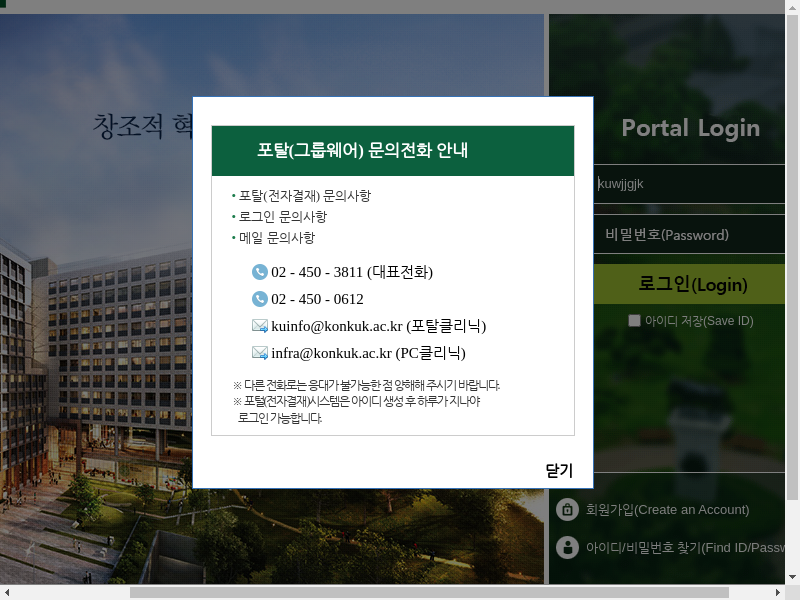 창조적 혁
포탈(그룹웨어) 문의전화 안내
• 포탈(전자결재) 문의사항
• 로그인 문의사항
• 메일 문의사항
02 - 450 - 3811 (대표전화)
02 - 450 - 0612
kuinfo@konkuk.ac.kr (포탈클리닉)
infra@konkuk.ac.kr (PC클리닉)
※ 다른 전화로는 응대가 불가능한 점 양해해 주시기 바랍니다.
※ 포털(전자결재)시스템은 아이디 생성 후 하루가 지나야
로그인 가능합니다.
닫기
Portal Login
kuwjjgjk
비밀번호(Password)
로그인(Login)
아이디 저장(Save ID)
회원가입(Create an Account)
아이디/비밀번호 찾기(Find ID/Passw